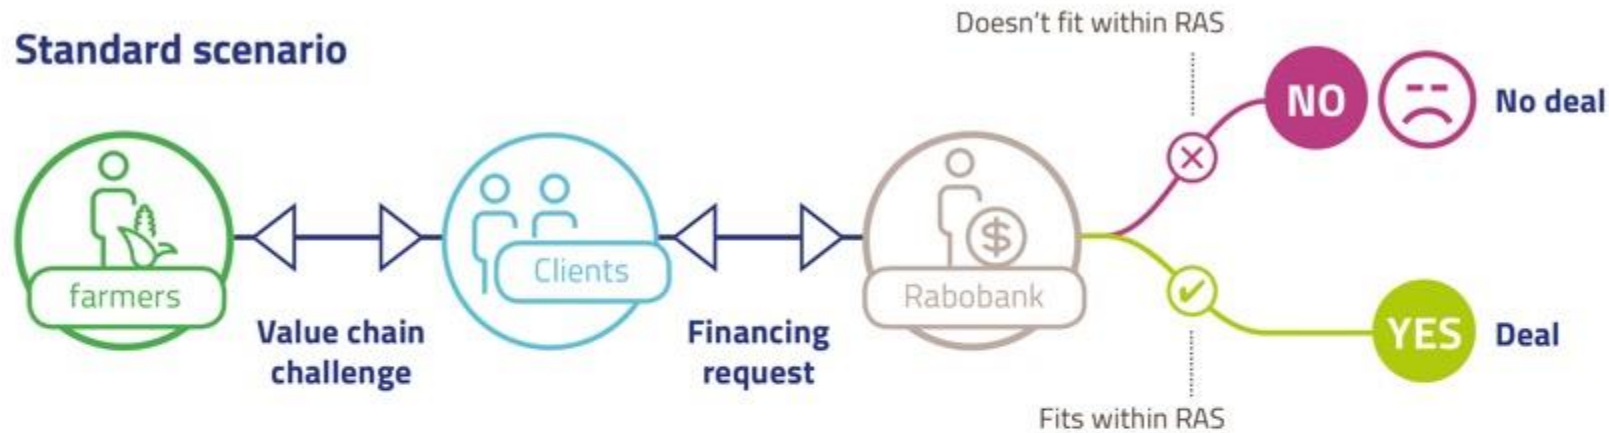 Standard scenario
Doesn't fit within RAS
NO
No deal
farmers
Value chain
challenge
Clients
Financing
request
$
Rabobank
YES
Deal
Fits within RAS